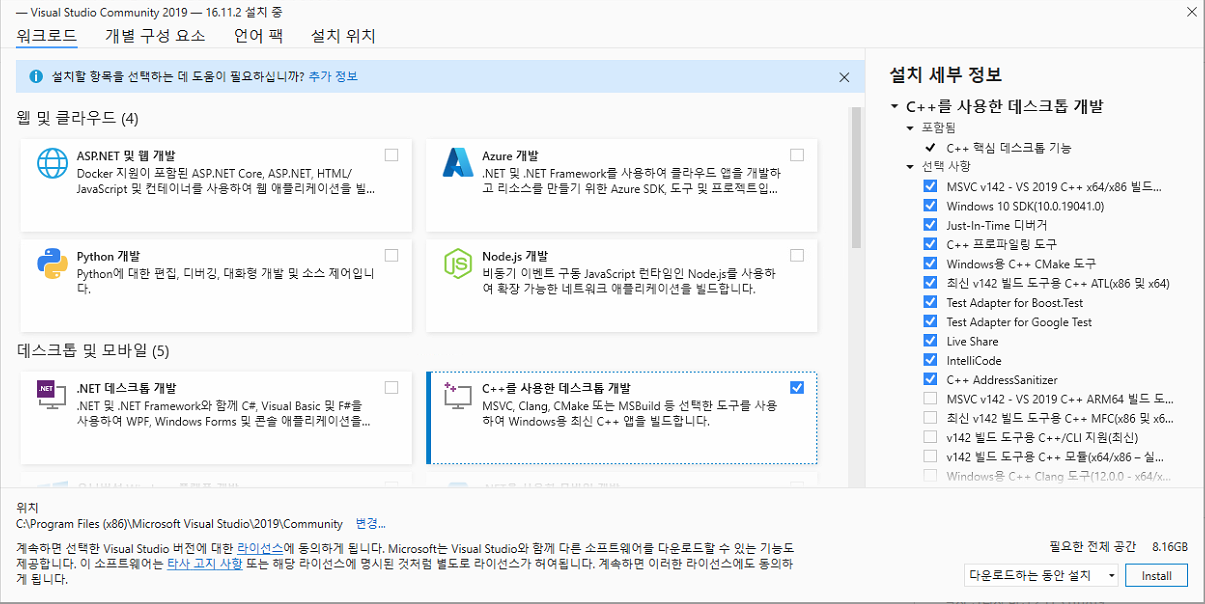 — Visual Studio Community 2019 — 16.11.2 설치 중
워크로드 개별 구성 요소 언어 팩 설치 위치
설치할 항목을 선택하는 데 도움이 필요하십니까? 추가 정보
웹 및 클라우드 (4)
ASP.NET 및 웹 개발
Docker 지원이 포함된 ASP.NET Core, ASP.NET, HTML/
JavaScript 및 컨테이너를 사용하여 웹 애플리케이션을 빌...
Azure 개발
.NET 및 .NET Framework를 사용하여 클라우드 앱을 개발하
고 리소스를 만들기 위한 Azure SDK, 도구 및 프로젝트입...
Python 개발
Python에 대한 편집, 디버깅, 대화형 개발 및 소스 제어입니
다.
Node.js 개발
비동기 이벤트 구동 JavaScript 런타임인 Node.js를 사용하
여 확장 가능한 네트워크 애플리케이션을 빌드합니다.
데스크톱 및 모바일 (5)
.NET 데스크톱 개발
.NET 및 .NET Framework와 함께 C#, Visual Basic 및 F#을
사용하여 WPF, Windows Forms 및 콘솔 애플리케이션을...
C++를 사용한 데스크톱 개발
MSVC, Clang, CMake 또는 MSBuild 등 선택한 도구를 사용
하여 Windows용 최신 C++ 앱을 빌드합니다.
설치 세부 정보
C++를 사용한 데스크톱 개발
포함됨
C++ 핵심 데스크톱 기능
선택 사항
MSVC v142 - VS 2019 C++ x64/x86 빌드...
Windows 10 SDK(10.0.19041.0)
Just-In-Time 디버거
C++ 프로파일링 도구
Windows용 C++ CMake 도구
최신 v142 빌드 도구용 C++ ATL(x86 및 x64)
Test Adapter for Boost.Test
Test Adapter for Google Test
Live Share
IntelliCode
C++ AddressSanitizer
MSVC v142 - VS 2019 C++ ARM64 빌드 도...
최신 v142 빌드 도구용 C++ MFC(x86 및 x6...
v142 빌드 도구용 C++/CLI 지원(최신)
v142 빌드 도구용 C++ 모듈(x64/x86 – 실...
Windows용 C++ Clang 도구(12.0.0 - x64/x...
위치
C:\Program Files (x86)\Microsoft Visual Studio\2019\Community 변경...
계속하면 선택한 Visual Studio 버전에 대한 라이선스에 동의하게 됩니다. Microsoft는 Visual Studio와 함께 다른 소프트웨어를 다운로드할 수 있는 기능도
제공합니다. 이 소프트웨어는 타사 고지 사항 또는 해당 라이선스에 명시된 것처럼 별도로 라이선스가 허여됩니다. 계속하면 이러한 라이선스에도 동의하
게 됩니다.
필요한 전체 공간 8.16GB
다운로드하는 동안 설치
Install